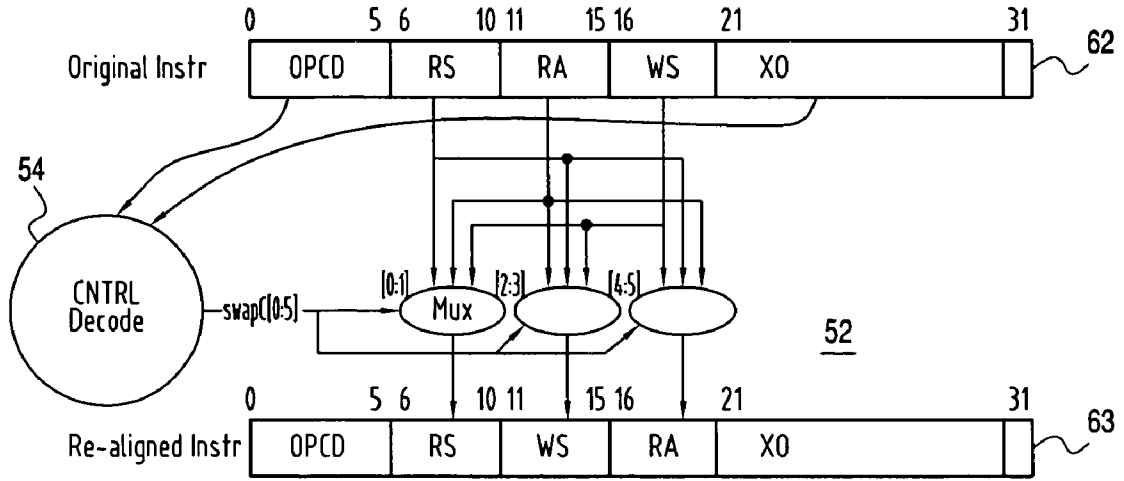 0 5 6 10 11 15 16 21 31
Original Instr OPCD RS RA WS XO 62
54
[0:1] [2:3] [4:5]
CNTRL
Decode
swapC[0:5]
Mux
52
0 5 6 10 11 15 16 21 31
Re-aligned Instr OPCD RS WS RA XO 63